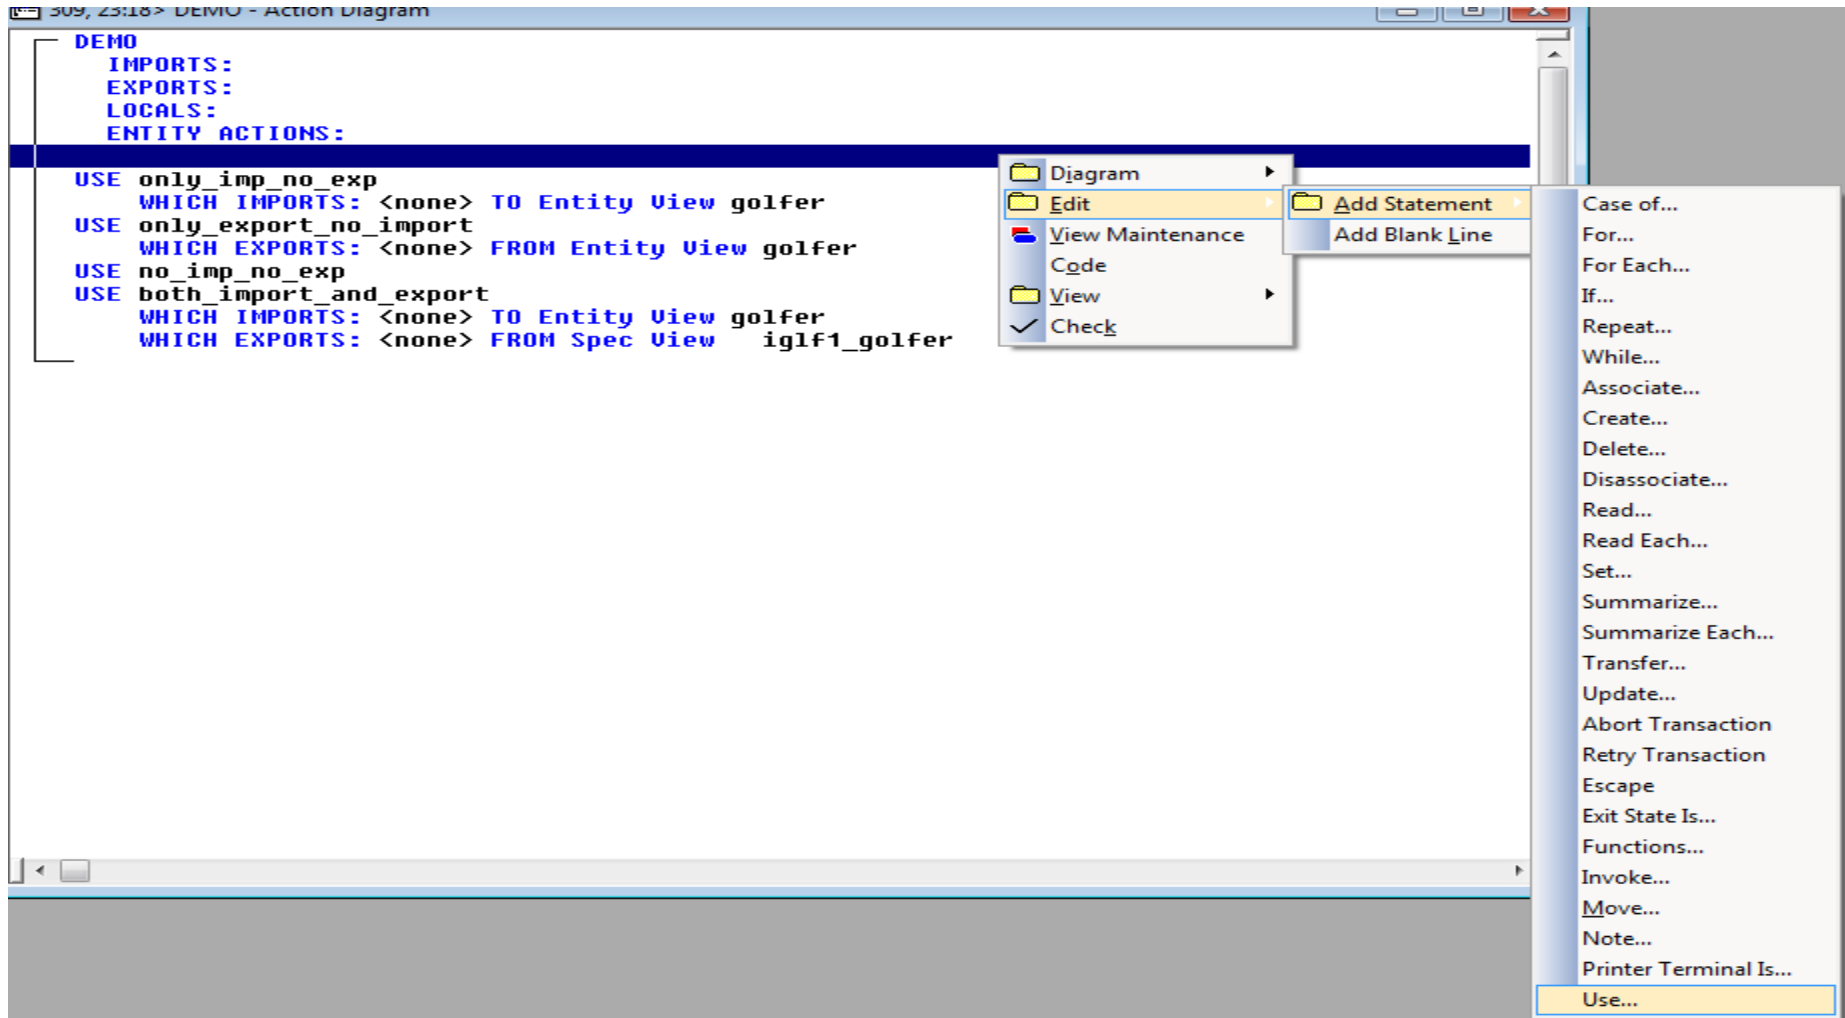 309, 23:18> DEMO - Action Diagram
DEMO
IMPORTS:
EXPORTS:
LOCALS:
ENTITY ACTIONS:
USE only_imp_no_exp
WHICH IMPORTS: <none> TO Entity View golfer
USE only_export_no_import
WHICH EXPORTS: <none> FROM Entity View golfer
USE no_imp_no_exp
USE both_import_and_export
WHICH IMPORTS: <none> TO Entity View golfer
WHICH EXPORTS: <none> FROM Spec View iglf1_golfer
Diagram
Edit
View Maintenance
Code
View
Check
Add Statement
Add Blank Line
Case of...
For...
For Each...
If...
Repeat...
While...
Associate...
Create...
Delete...
Disassociate...
Read...
Read Each...
Set...
Summarize...
Summarize Each...
Transfer...
Update...
Abort Transaction
Retry Transaction
Escape
Exit State Is...
Functions...
Invoke...
Move...
Note...
Printer Terminal Is...
Use...